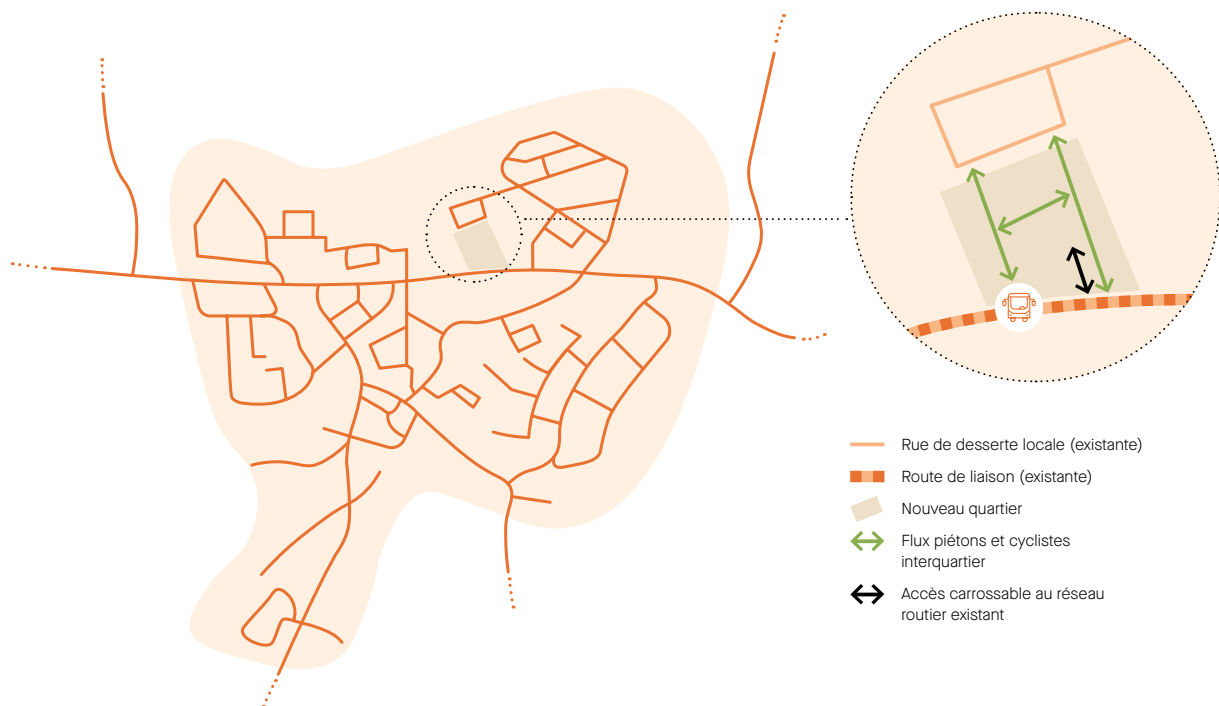 Rue de desserte locale (existante)
Route de liaison (existante)
Nouveau quartier
Flux piétons et cyclistes
interquartier
Accès carrossable au réseau
routier existant